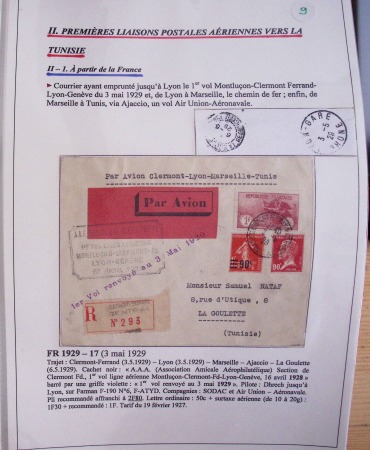 9
II. PREMIÈRES LIAISONS POSTALES AÉRIENNES VERS LA
TUNISIE
II – 1. À partir de la France
► Courrier ayant emprunté jusqu'à Lyon le 1er vol Montluçon-Clermont Ferrand-
Lyon-Genève du 3 mai 1929 et, de Lyon à Marseille, le chemin de fer ; enfin, de
Marseille à Tunis, via Ajaccio, un vol Air Union-Aéronavale.
GARE
Par Avion Clermont-Lyon-Marseille-Tunis
Par Avion
1er Vol renvoyé au 3 Mai 1929
90c
90c
Monsieur Samuel NATAF
8, rue d'Utique , 8
LA GOULETTE
(Tunisie)
R
N° 295
FR 1929 – 17 (3 mai 1929
Trajet : Clermont-Ferrand (3.5.1929) – Lyon (3.5.1929) – Marseille – Ajaccio – La Goulette
(6.5.1929). Cachet noir : « A.A.A. (Association Amicale Aérophilatélique) Section de
Clermont Fd., 1er vol ligne aérienne Montluçon-Clermont-Fd-Lyon-Genève, 16 avril 1928 »
barré par une griffe violette : « 1er vol renvoyé au 3 mai 1929 ». Pilote : Dhrech jusqu'à
Lyon, sur Farman F-190 N°6, F-ATYD. Compagnies : SODAC et Air Union – Aéronavale.
Pli recommandé affranchi à 2F80. Lettre ordinaire : 50c + surtaxe aérienne (de 10 à 20g) :
1F30 + recommandé : 1F. Tarif du 19 février 1927.